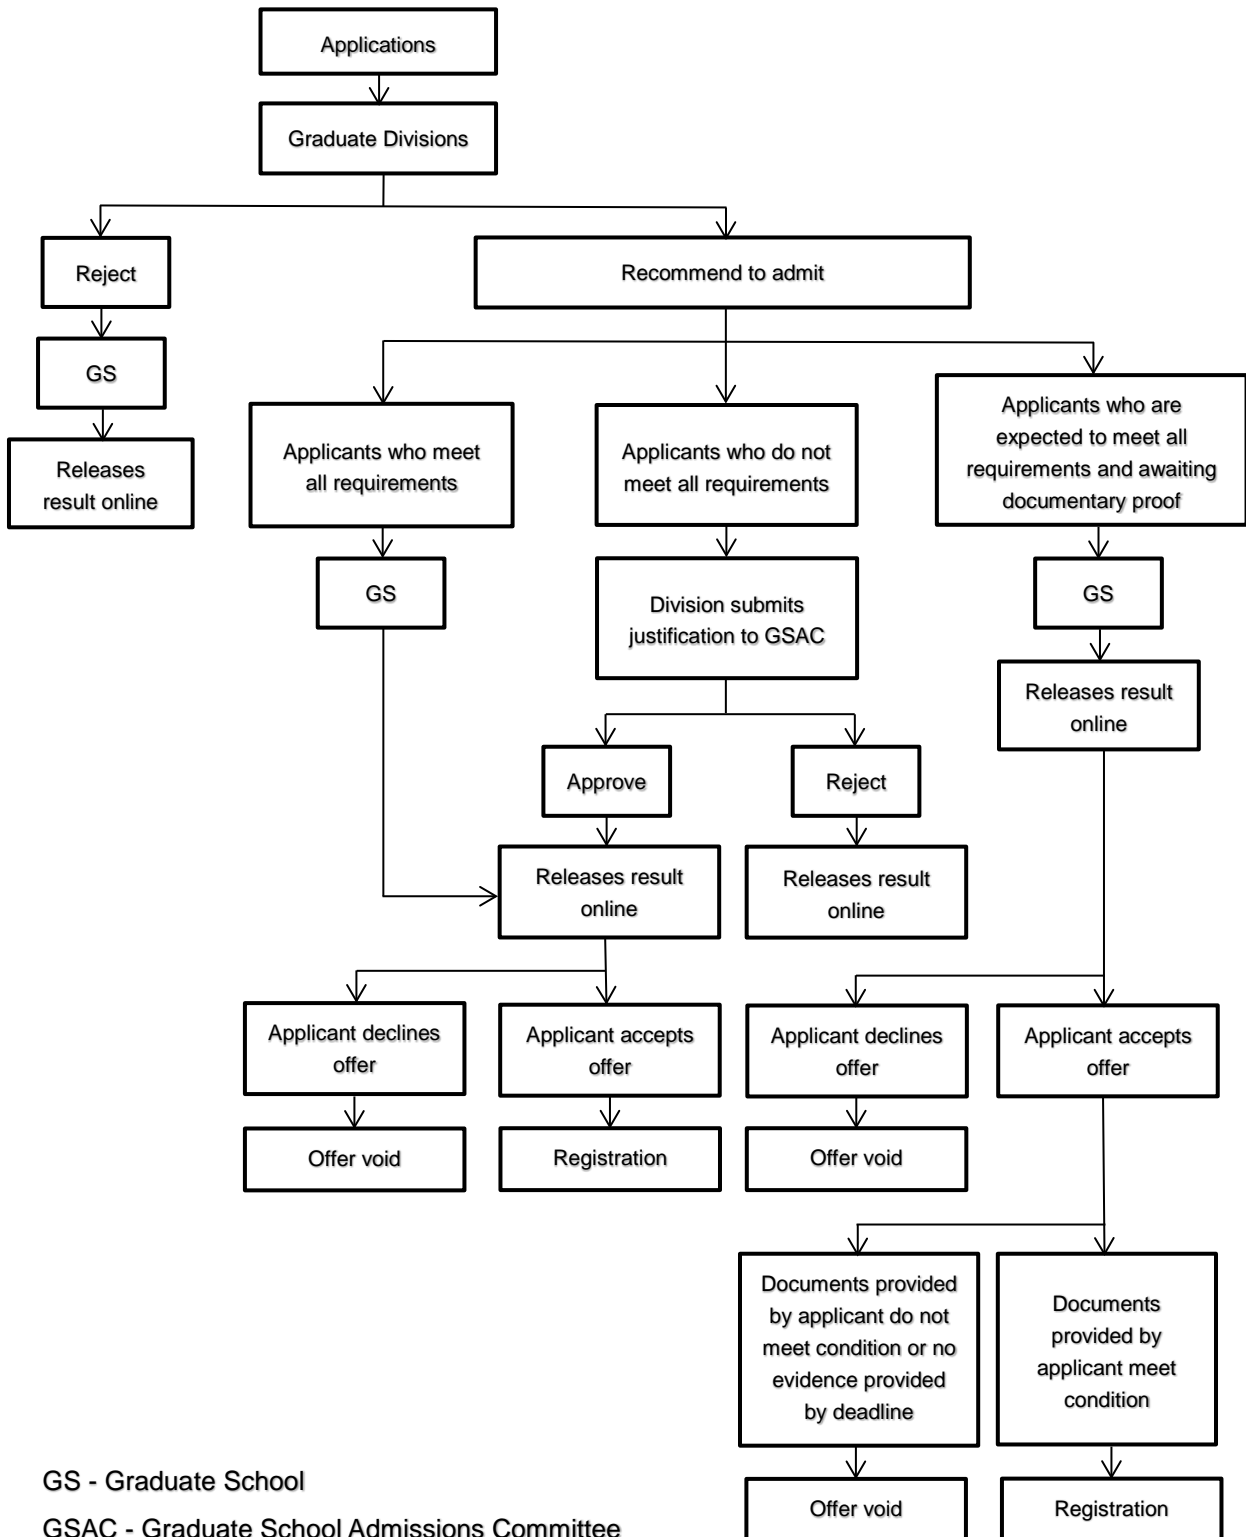 Applications
Graduate Divisions
Reject
Recommend to admit
GS
Releases
result online
Applicants who meet
all requirements
Applicants who do not
meet all requirements
Applicants who are
expected to meet all
requirements and awaiting
documentary proof
GS
Division submits
justification to GSAC
GS
Releases result
online
Approve
Reject
Releases result
online
Releases result
online
Applicant declines
offer
Applicant accepts
offer
Applicant declines
offer
Applicant accepts
offer
Offer void
Registration
Offer void
Documents provided
by applicant do not
meet condition or no
evidence provided
by deadline
Documents
provided by
applicant meet
condition
Offer void
Registration
GS - Graduate School
GSAC - Graduate School Admissions Committee